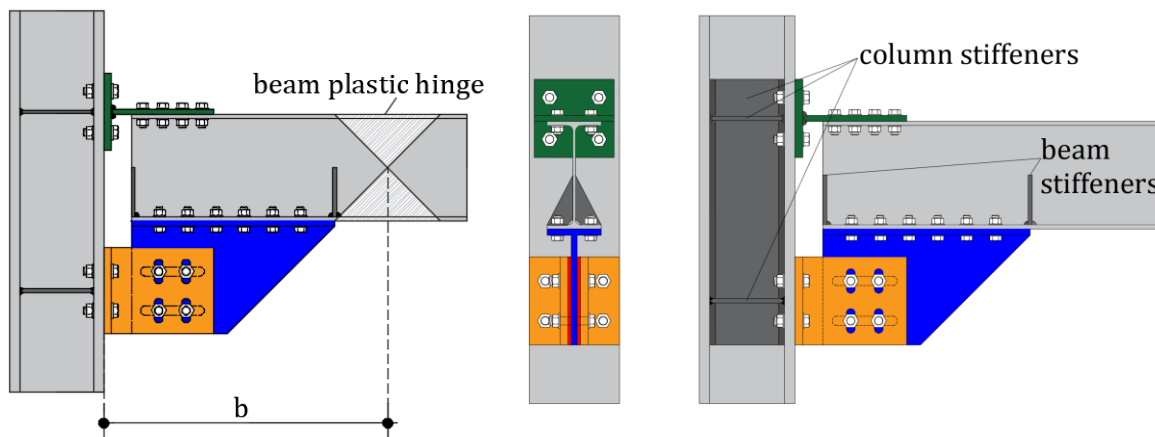 beam plastic hinge
b
column stiffeners
beam
stiffeners